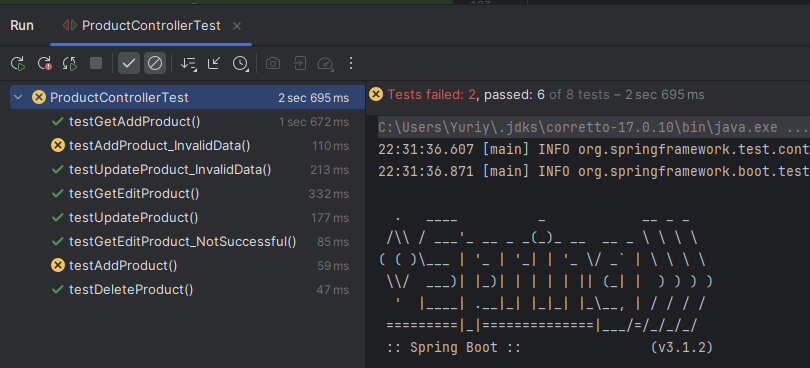 Run ProductControllerTest
ProductControllerTest 2 sec 695 ms
testGetAddProduct() 1 sec 672 ms
testAddProduct_InvalidData() 110 ms
testUpdateProduct_InvalidData() 213 ms
testGetEditProduct() 332 ms
testUpdateProduct() 177 ms
testGetEditProduct_NotSuccessful() 85 ms
testAddProduct() 59 ms
testDeleteProduct() 47 ms
Tests failed: 2, passed: 6 of 8 tests – 2 sec 695 ms
C:\Users\Yuriy\.jdks\corretto-17.0.10\bin\java.exe ...
22:31:36.607 [main] INFO org.springframework.test.cont
22:31:36.871 [main] INFO org.springframework.boot.test
  .   ____          _            __ _ _
 /\\ / ___'_ __ _ _(_)_ __  __ _ \ \ \ \
( ( )\___ | '_ | '_| | '_ \/ _` | \ \ \ \
 \\/  ___)| |_)| | | | | || (_| |  ) ) ) )
  '  |____| .__|_| |_|_| |_\__, | / / / /
 =========|_|==============|___/=/_/_/_/
 :: Spring Boot ::                (v3.1.2)